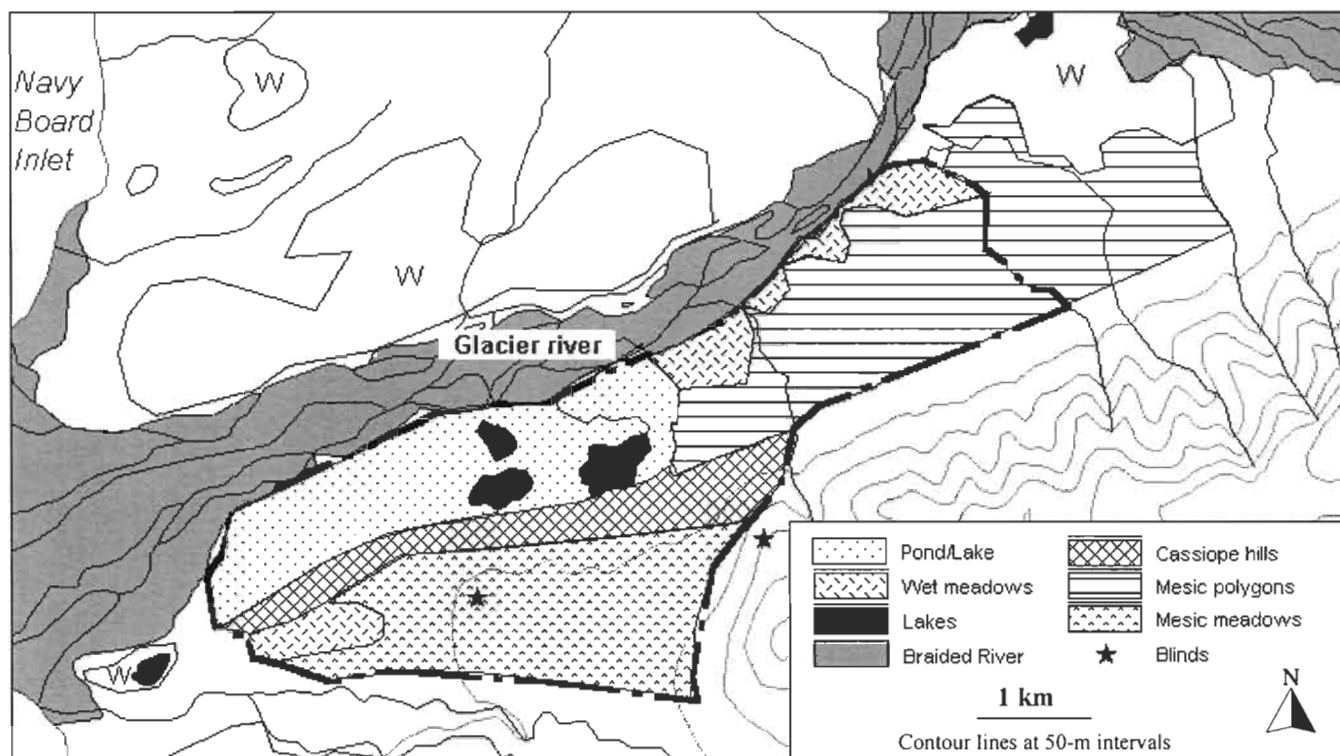 Navy
Board
Inlet
W
W
W
Glacier river
W
Pond/Lake
Wet meadows
Lakes
Braided River
Cassiope hills
Mesic polygons
Mesic meadows
Blinds
1 km
N
Contour lines at 50-m intervals